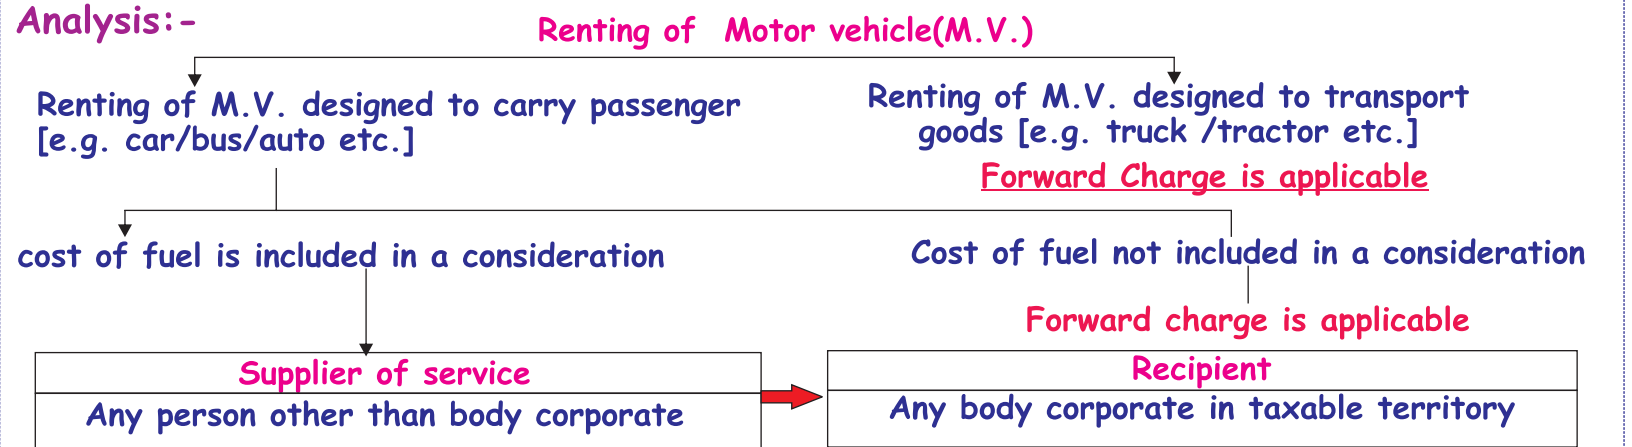 Analysis:-
Renting of Motor vehicle(M.V.)
Renting of M.V. designed to carry passenger
[e.g. car/bus/auto etc.]
Renting of M.V. designed to transport
goods [e.g. truck /tractor etc.]
Forward Charge is applicable
cost of fuel is included in a consideration
Cost of fuel not included in a consideration
Forward charge is applicable
Supplier of service
Any person other than body corporate
Recipient
Any body corporate in taxable territory